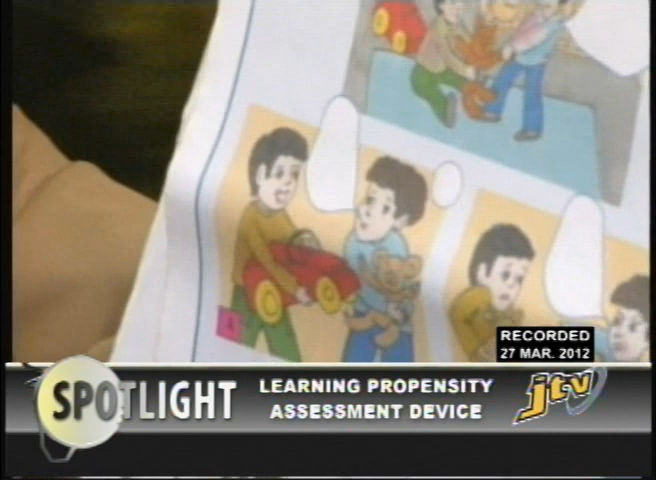 RECORDED
27 MAR. 2012
SPOTLIGHT
LEARNING PROPENSITY
ASSESSMENT DEVICE
jtv